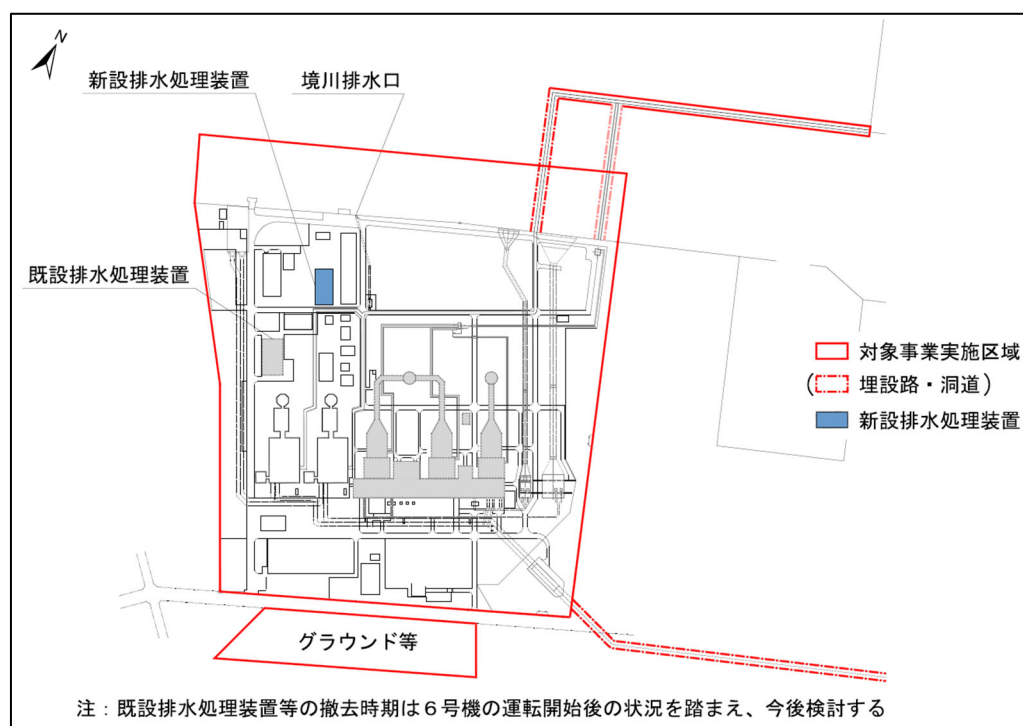 N
新設排水処理装置
境川排水口
既設排水処理装置
対象事業実施区域
(埋設路・洞道)
新設排水処理装置
グラウンド等
注：既設排水処理装置等の撤去時期は６号機の運転開始後の状況を踏まえ、今後検討する